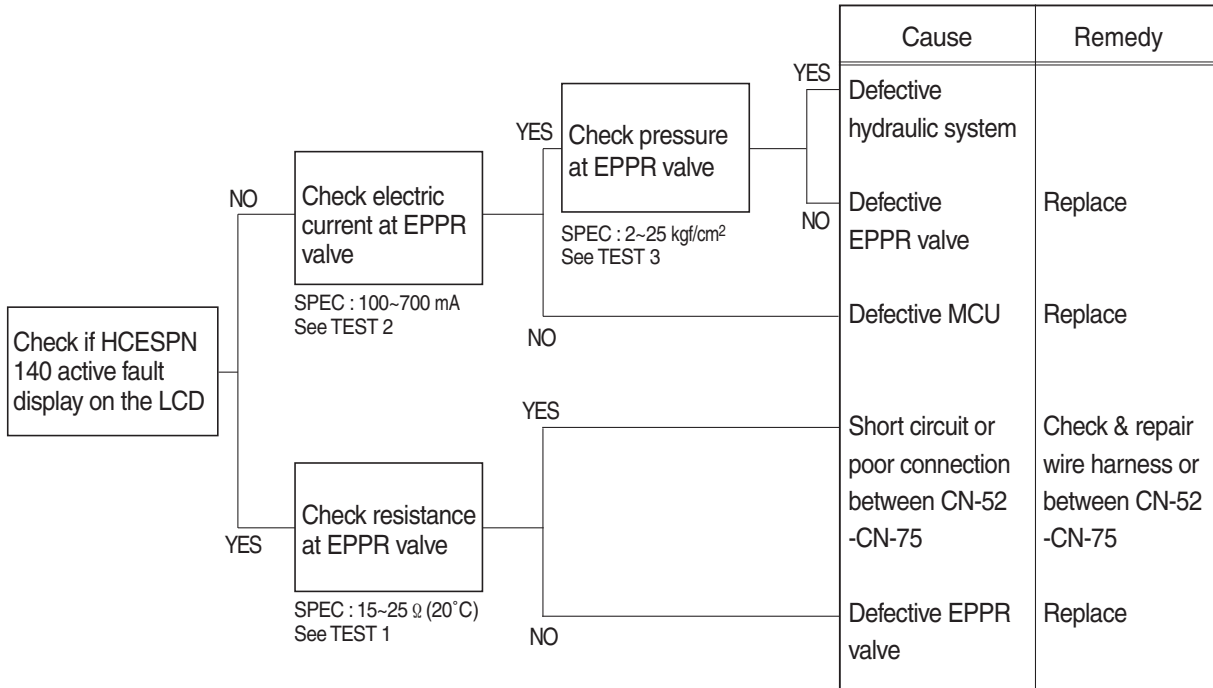 Check if HCESPN
140 active fault
display on the LCD
NO
YES
Check electric
current at EPPR
valve
SPEC : 100~700 mA
See TEST 2
YES
NO
Check pressure
at EPPR valve
SPEC : 2~25 kgf/cm²
See TEST 3
YES
NO
Check resistance
at EPPR valve
SPEC : 15~25 Ω (20˚C)
See TEST 1
YES
NO
Cause
Remedy
Defective
hydraulic system
Defective
EPPR valve
Replace
Defective MCU
Replace
Short circuit or
poor connection
between CN-52
-CN-75
Check & repair
wire harness or
between CN-52
-CN-75
Defective EPPR
valve
Replace